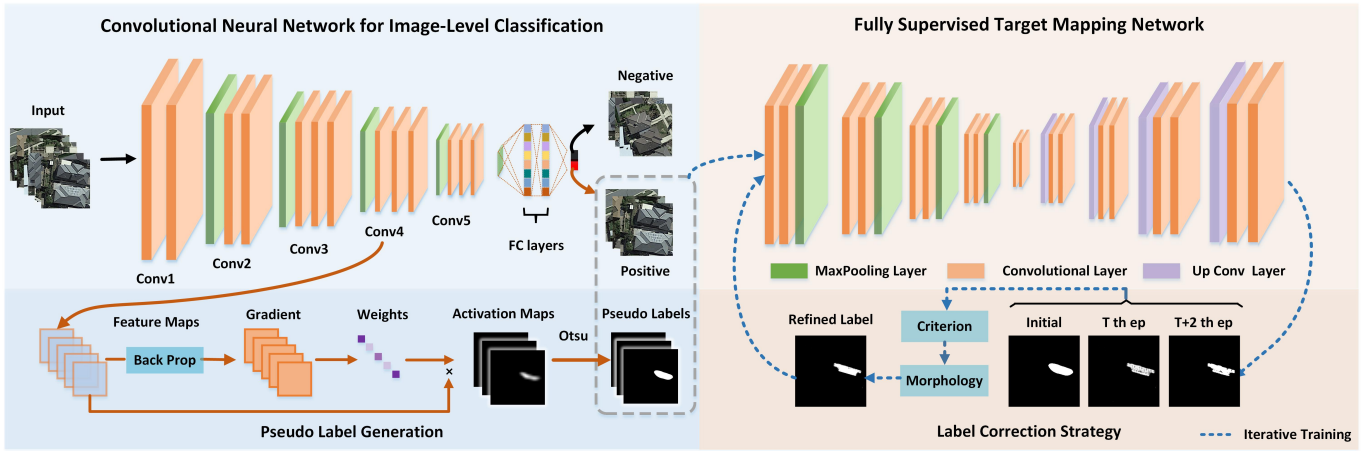 Convolutional Neural Network for Image-Level Classification
Fully Supervised Target Mapping Network
Input
Negative
Positive
Conv1
Conv2
Conv3
Conv4
Conv5
FC layers
MaxPooling Layer
Convolutional Layer
Up Conv Layer
Feature Maps
Back Prop
Gradient
Weights
×
Activation Maps
Otsu
Pseudo Labels
Pseudo Label Generation
Refined Label
Criterion
Morphology
Initial
T th ep
T+2 th ep
Label Correction Strategy
Iterative Training